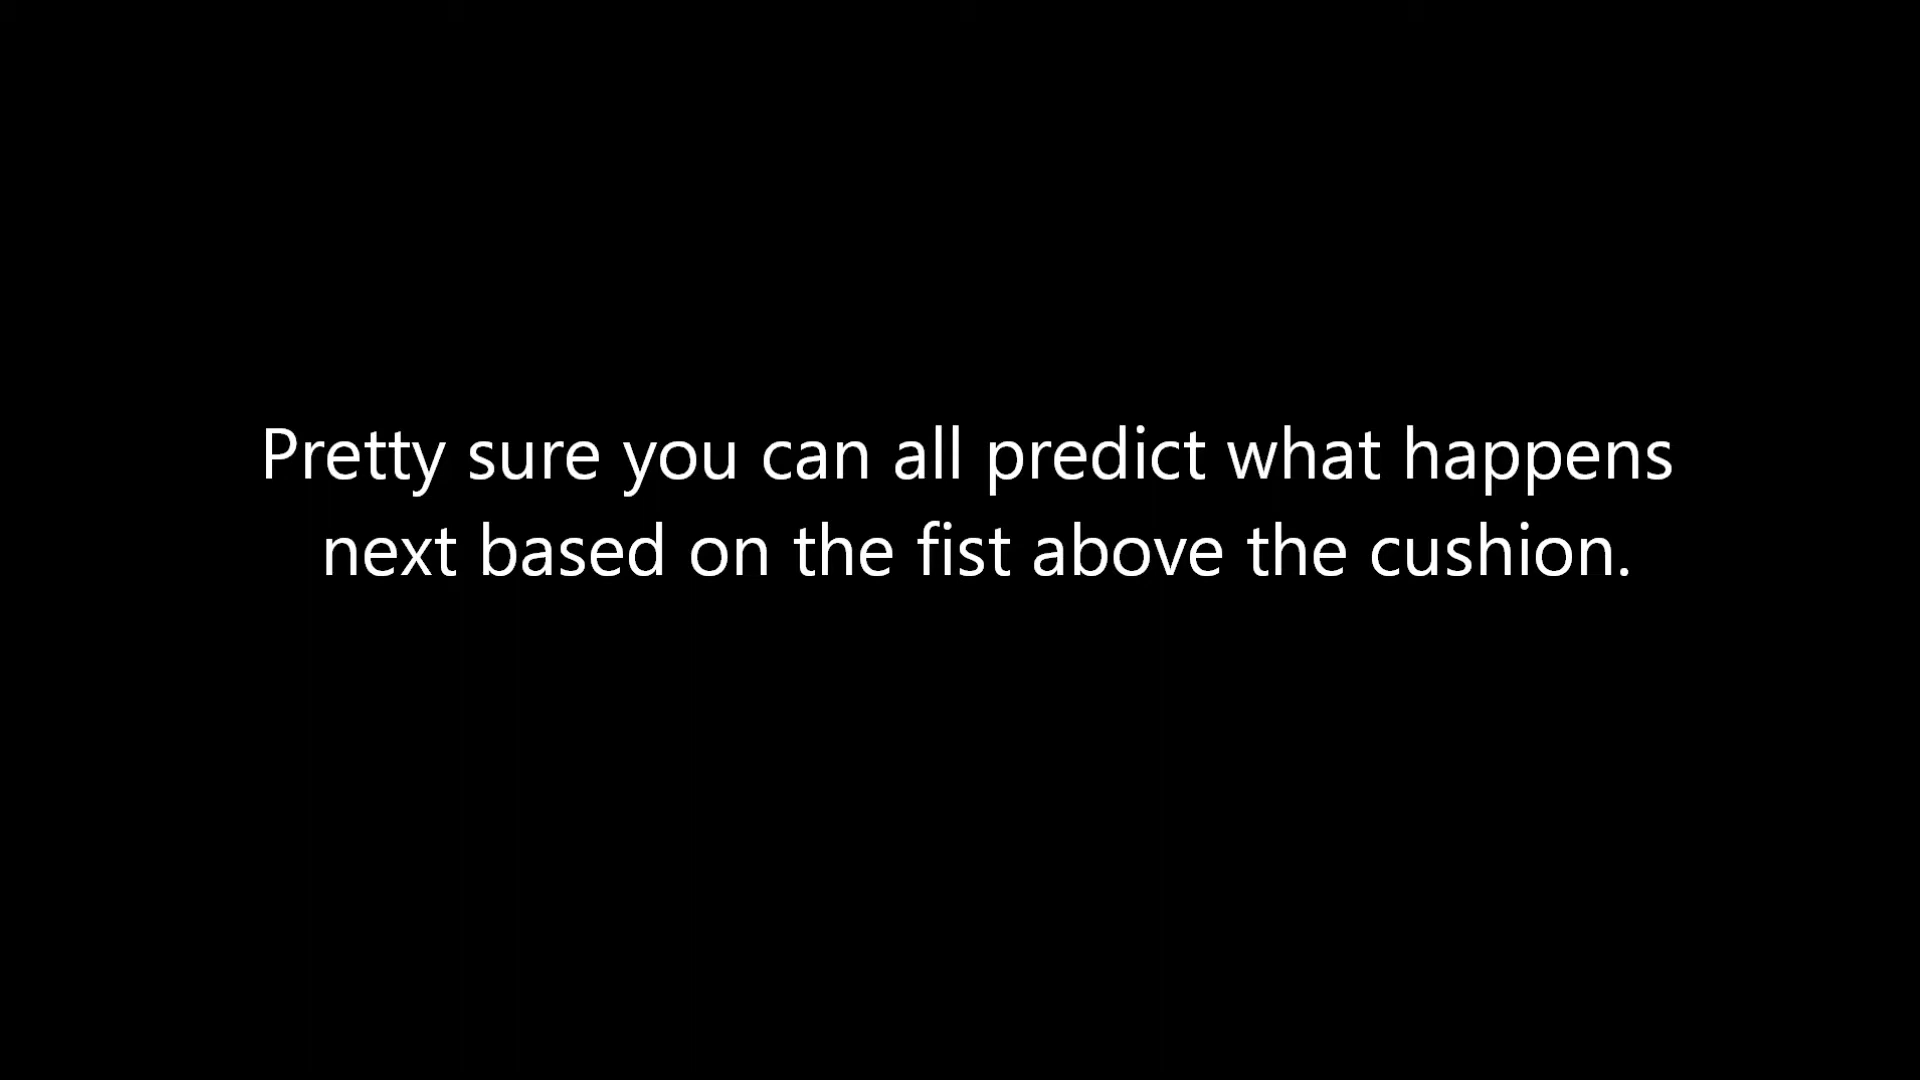 Pretty sure you can all predict what happens
next based on the fist above the cushion.